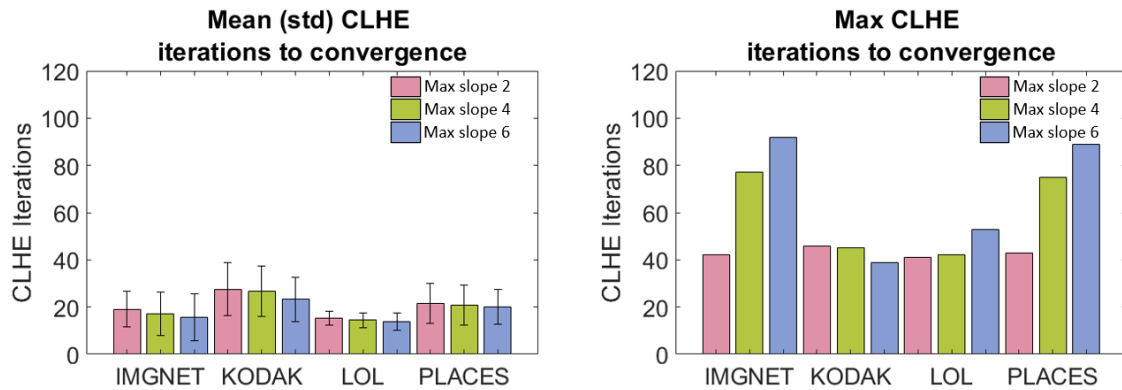 Mean (std) CLHE
iterations to convergence
120
100
80
60
40
20
0
CLHE Iterations
Max slope 2
Max slope 4
Max slope 6
IMGNET KODAK LOL PLACES
Max CLHE
iterations to convergence
120
100
80
60
40
20
0
CLHE Iterations
Max slope 2
Max slope 4
Max slope 6
IMGNET KODAK LOL PLACES